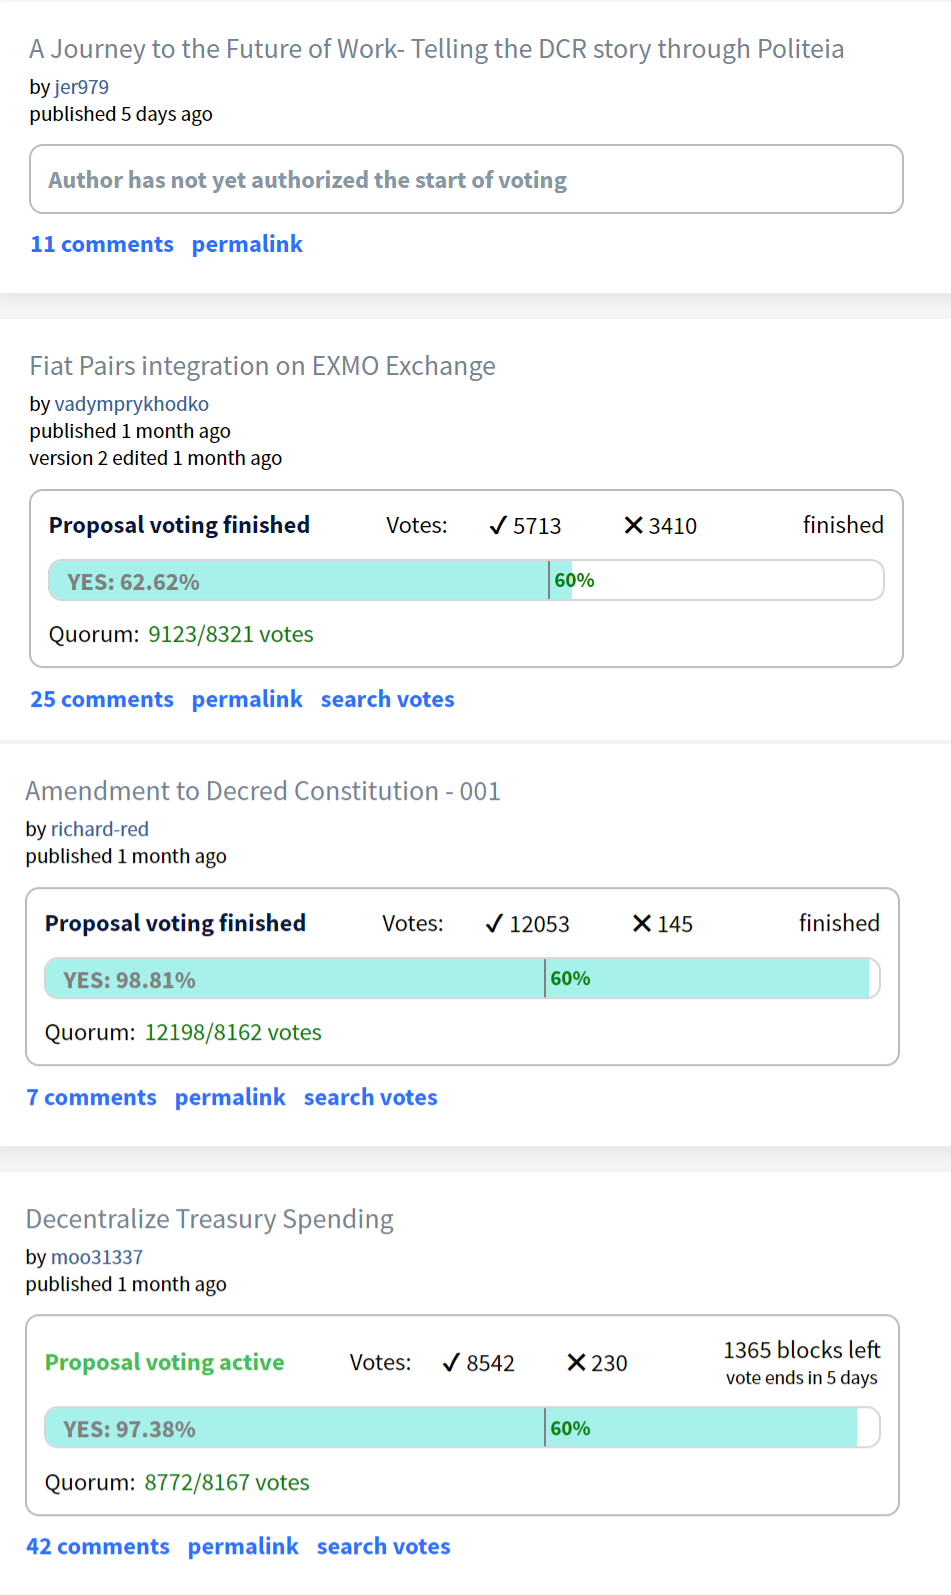 A Journey to the Future of Work- Telling the DCR story through Politeia
by jer979
published 5 days ago
Author has not yet authorized the start of voting
11 comments permalink
Fiat Pairs integration on EXMO Exchange
by vadymprykhodko
published 1 month ago
version 2 edited 1 month ago
Proposal voting finished Votes: ✓ 5713 ✕ 3410 finished
YES: 62.62% 60%
Quorum: 9123/8321 votes
25 comments permalink search votes
Amendment to Decred Constitution - 001
by richard-red
published 1 month ago
Proposal voting finished Votes: ✓ 12053 ✕ 145 finished
YES: 98.81% 60%
Quorum: 12198/8162 votes
7 comments permalink search votes
Decentralize Treasury Spending
by moo31337
published 1 month ago
Proposal voting active Votes: ✓ 8542 ✕ 230 1365 blocks left
vote ends in 5 days
YES: 97.38% 60%
Quorum: 8772/8167 votes
42 comments permalink search votes